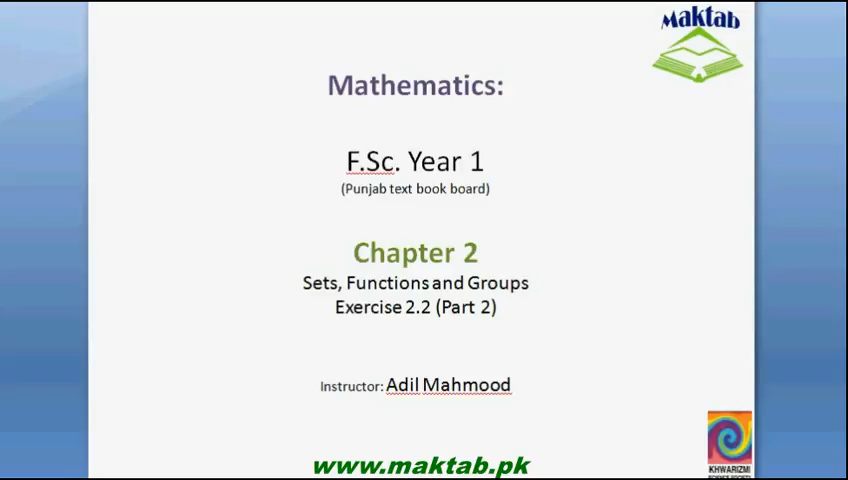 Maktab
Mathematics:
F.Sc. Year 1
(Punjab text book board)
Chapter 2
Sets, Functions and Groups
Exercise 2.2 (Part 2)
Instructor: Adil Mahmood
KHWARIZMI
www.maktab.pk